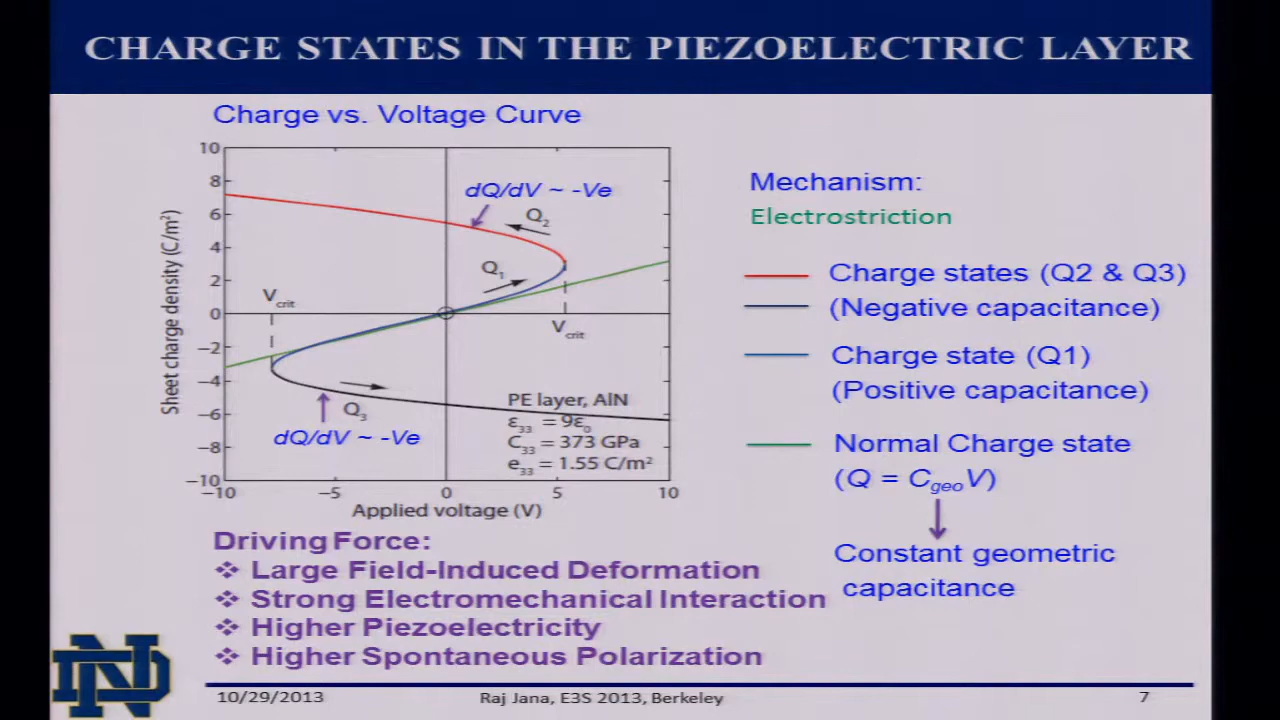 CHARGE STATES IN THE PIEZOELECTRIC LAYER
Charge vs. Voltage Curve
Sheet charge density (C/m²)
10
8
6
4
2
0
−2
−4
−6
−8
−10
dQ/dV ~ -Ve
Q₂
Q₁
V_crit
V_crit
Q₃
dQ/dV ~ -Ve
PE layer, AlN
ε₃₃ = 9ε₀
C₃₃ = 373 GPa
e₃₃ = 1.55 C/m²
−10
−5
0
5
10
Applied voltage (V)
Mechanism:
Electrostriction
Charge states (Q2 & Q3)
(Negative capacitance)
Charge state (Q1)
(Positive capacitance)
Normal Charge state
(Q = C_geo V)
Constant geometric
capacitance
Driving Force:
❖ Large Field-Induced Deformation
❖ Strong Electromechanical Interaction
❖ Higher Piezoelectricity
❖ Higher Spontaneous Polarization
ND
10/29/2013
Raj Jana, E3S 2013, Berkeley
7